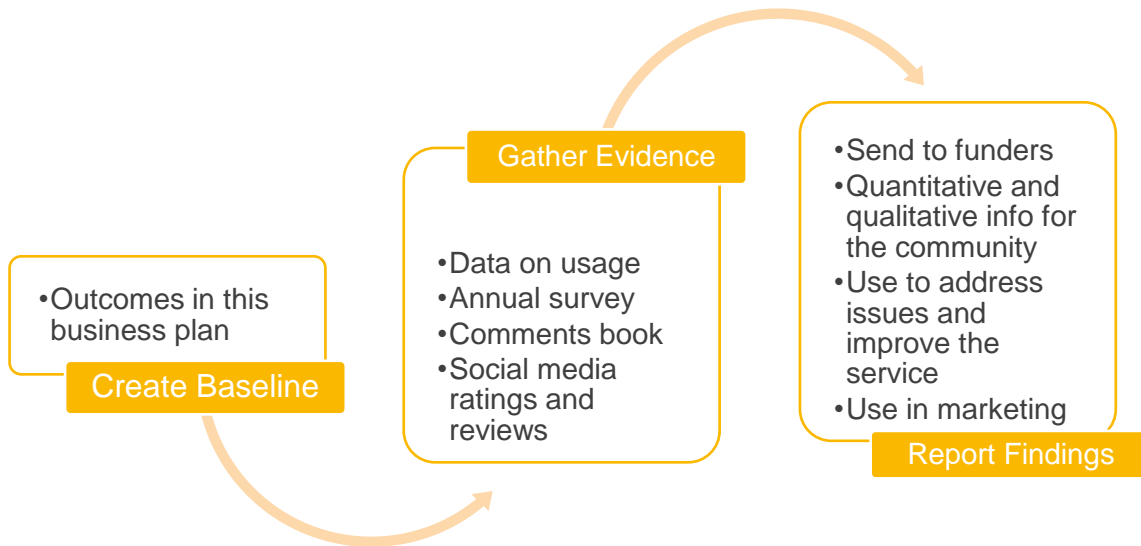 •Outcomes in this
business plan
Create Baseline
Gather Evidence
•Data on usage
•Annual survey
•Comments book
•Social media
ratings and
reviews
•Send to funders
•Quantitative and
qualitative info for
the community
•Use to address
issues and
improve the
service
•Use in marketing
Report Findings